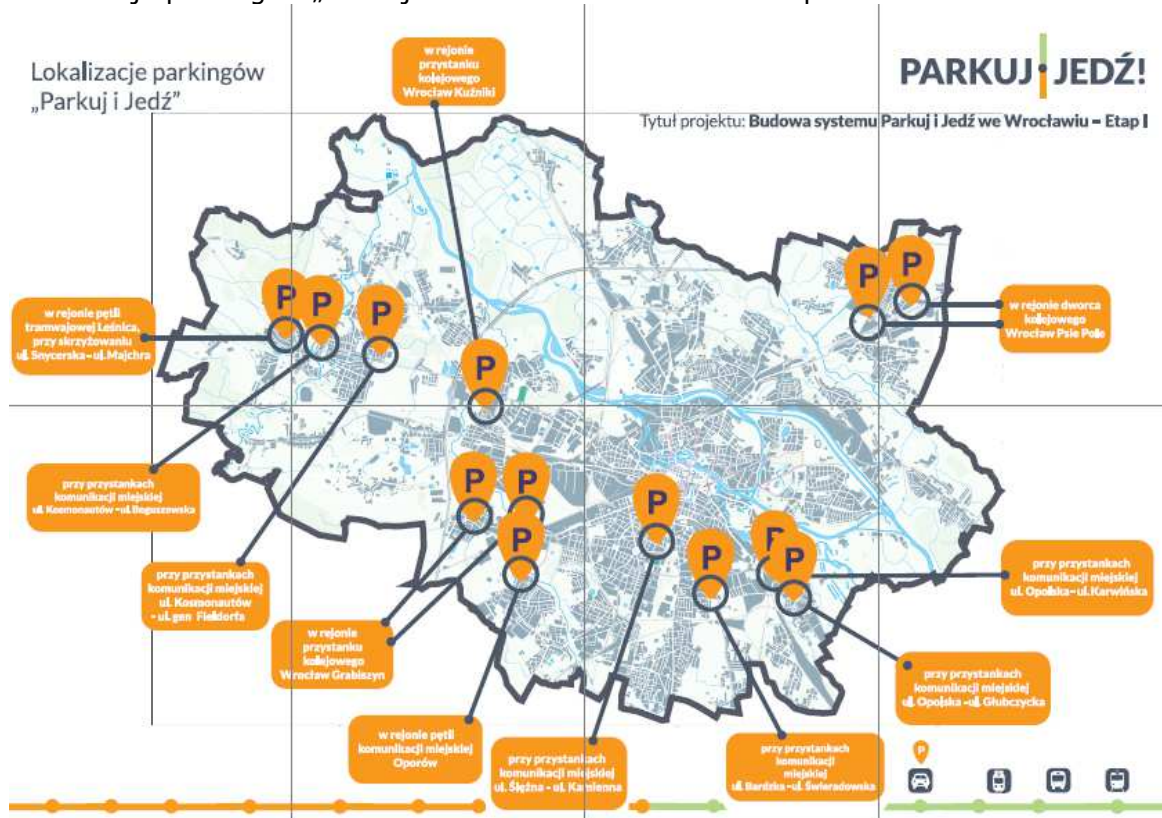 Lokalizacje parkingów
„Parkuj i Jedź”
PARKUJ JEDŹ!
Tytuł projektu: Budowa systemu Parkuj i Jedź we Wrocławiu – Etap I
w rejonie
przystanku
kolejowego
Wrocław Kuźniki
w rejonie pętli
tramwajowej Leśnica,
przy skrzyżowaniu
ul. Snycerska – ul. Majchra
w rejonie dworca
kolejowego
Wrocław Psie Pole
przy przystankach
komunikacji miejskiej
ul. Kosmonautów – ul. Boguszowska
przy przystankach
komunikacji miejskiej
ul. Kosmonautów
- ul. gen Fieldorfa
w rejonie
przystanku
kolejowego
Wrocław Grabiszyn
w rejonie pętli
komunikacji miejskiej
Oporów
przy przystankach
komunikacji miejskiej
ul. Ślężna - ul. Kamienna
przy przystankach
komunikacji
miejskiej
ul. Bardzka – ul. Świeradowska
przy przystankach
komunikacji miejskiej
ul. Opolska – ul. Karwińska
przy przystankach
komunikacji miejskiej
ul. Opolska – ul. Głubczycka
P
P
P
P
P
P
P
P
P
P
P
P
P
P